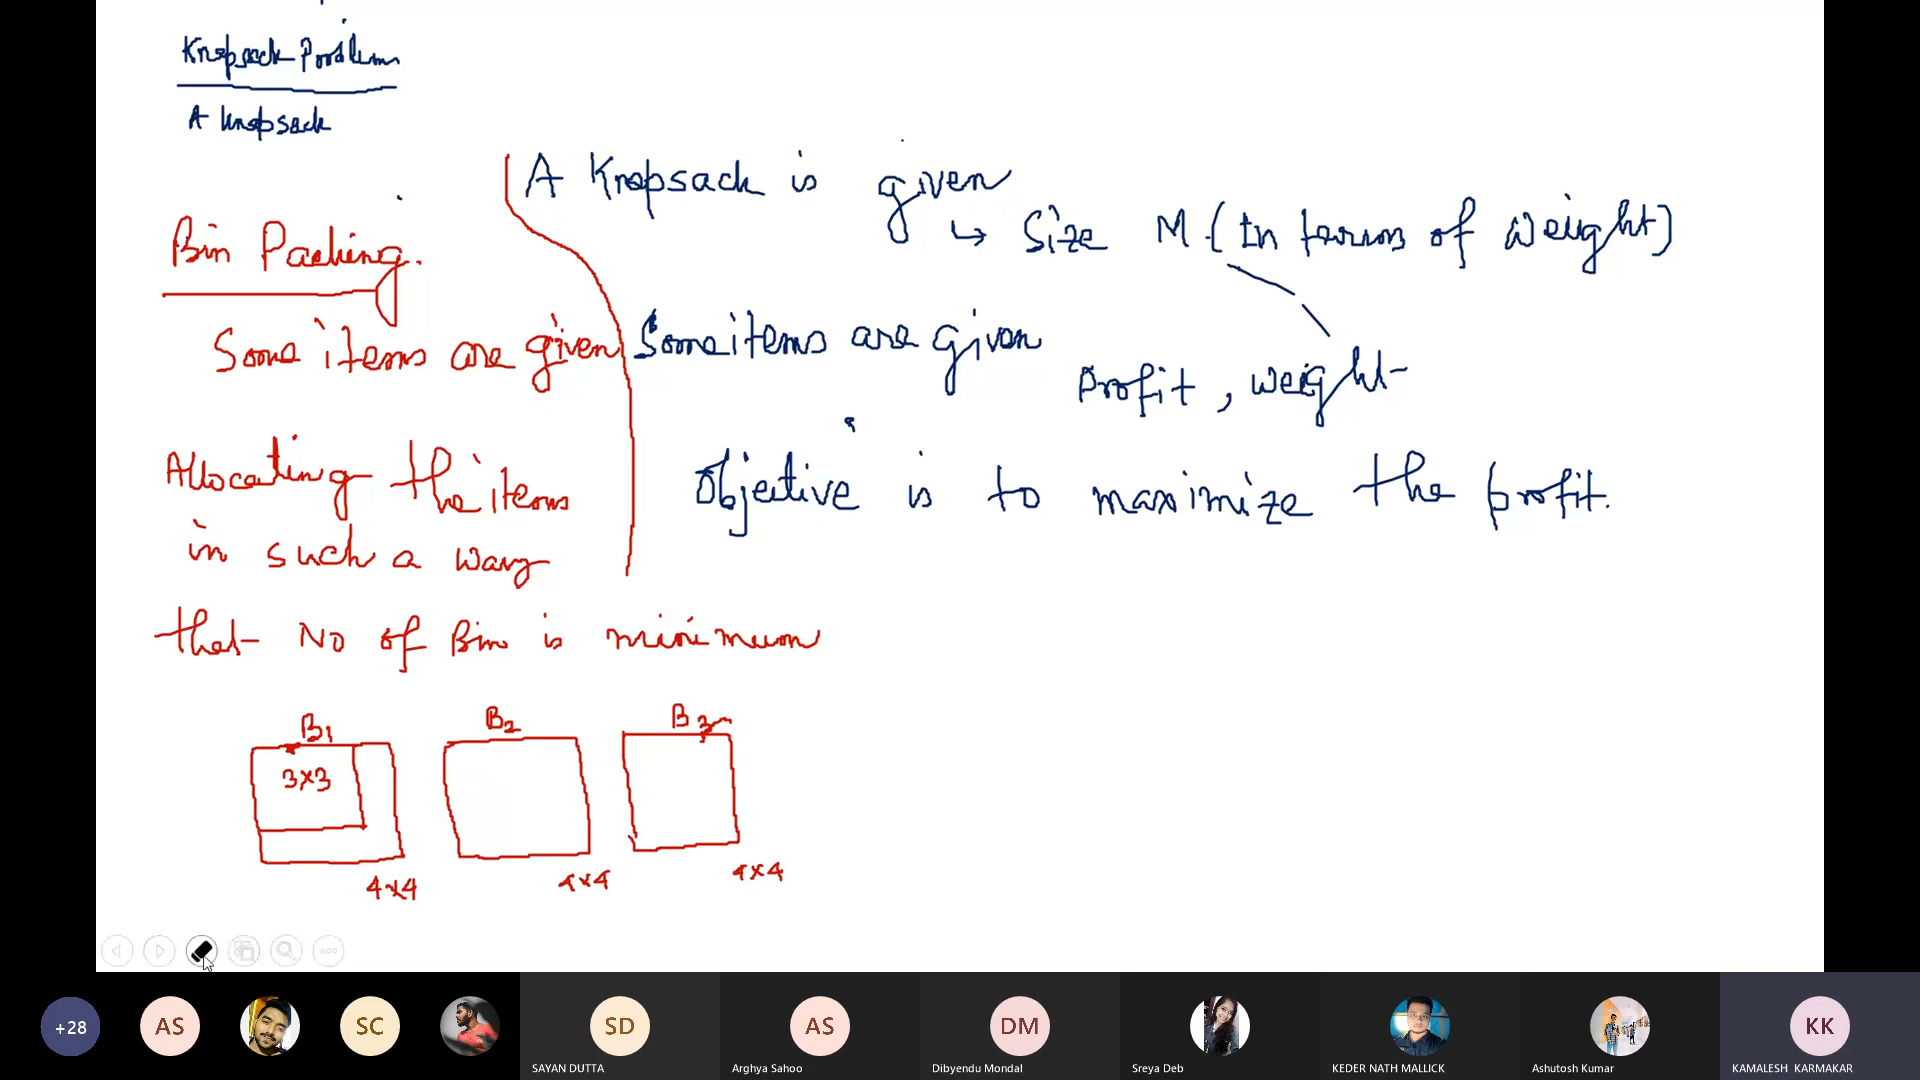 Knapsack Problem
A knapsack
A Knapsack is given
↳ Size M (In terms of weight)
Bin Packing.
Some items are given
Some items are given
Profit, weight
Allocating the items
in such a way
that No of Bin is minimum
Objective is to maximize the profit.
B1
B2
B3
3x3
4x4
4x4
4x4
+28
AS
SC
SD
AS
DM
KK
SAYAN DUTTA
Arghya Sahoo
Dibyendu Mondal
Sreya Deb
KEDER NATH MALLICK
Ashutosh Kumar
KAMALESH KARMAKAR